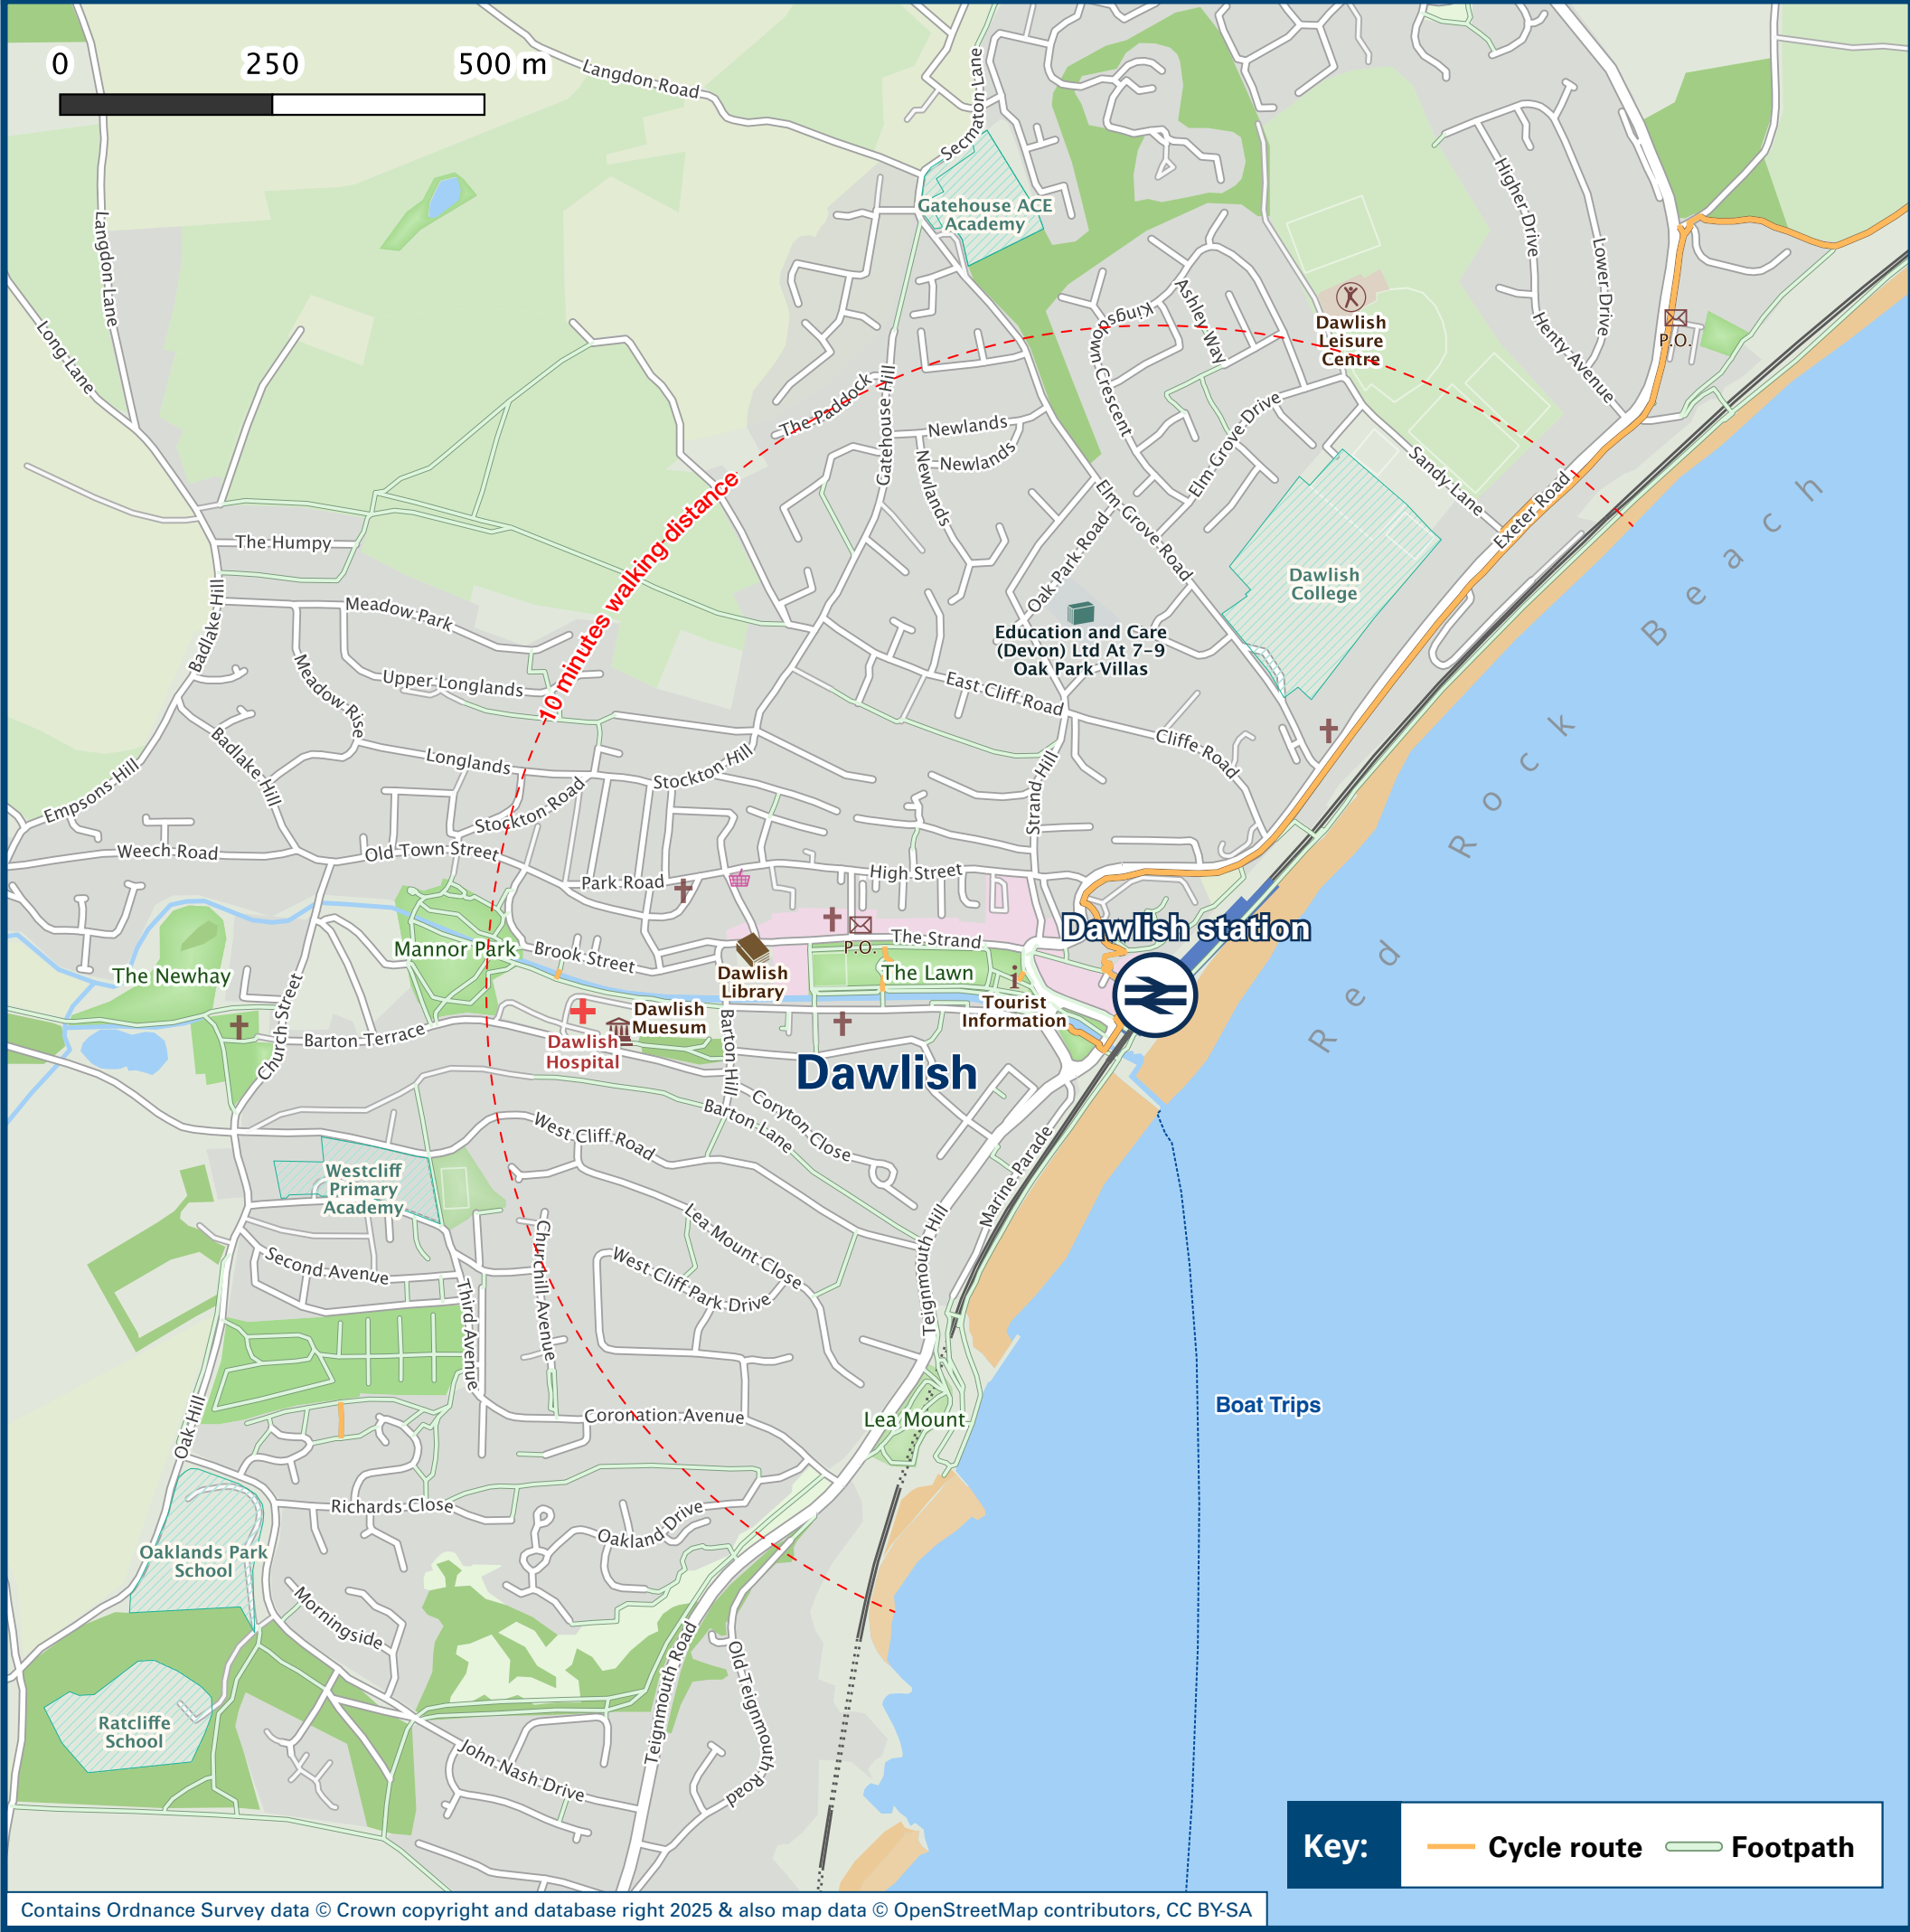 0 250 500 m
Langdon Road
Secmaton Lane
Gatehouse ACE
Academy
Langdon Lane
Long Lane
Higher Drive
Lower Drive
Henty Avenue
P.O.
Dawlish
Leisure
Centre
Kingsdown Crescent
Ashley Way
The Paddock
Gatehouse Hill
Newlands
Newlands
Newlands
Elm Grove Drive
Sandy Lane
Exeter Road
10 minutes walking distance
The Humpy
Elm Grove Road
Oak Park Road
Dawlish
College
Badlake Hill
Meadow Park
Education and Care
(Devon) Ltd At 7-9
Oak Park Villas
Red Rock Beach
Meadow Rise
Upper Longlands
East Cliff Road
Cliffe Road
Badlake Hill
Longlands
Stockton Hill
Empsons Hill
Stockton Road
Strand Hill
Weech Road
Old Town Street
Park Road
High Street
Dawlish station
Mannor Park
Brook Street
P.O.
The Strand
The Newhay
Dawlish
Library
The Lawn
Tourist
Information
Dawlish
Muesum
Church Street
Barton Terrace
Dawlish
Hospital
Barton Hill
Dawlish
Coryton Close
Barton Lane
West Cliff Road
Marine Parade
Westcliff
Primary
Academy
Lea Mount Close
Teignmouth Hill
Second Avenue
Churchill Avenue
West Cliff Park Drive
Third Avenue
Boat Trips
Coronation Avenue
Lea Mount
Oak Hill
Richards Close
Oakland Drive
Oaklands Park
School
Morningside
Teignmouth Road
Old Teignmouth Road
Ratcliffe
School
John Nash Drive
Key: Cycle route Footpath
Contains Ordnance Survey data © Crown copyright and database right 2025 & also map data © OpenStreetMap contributors, CC BY-SA